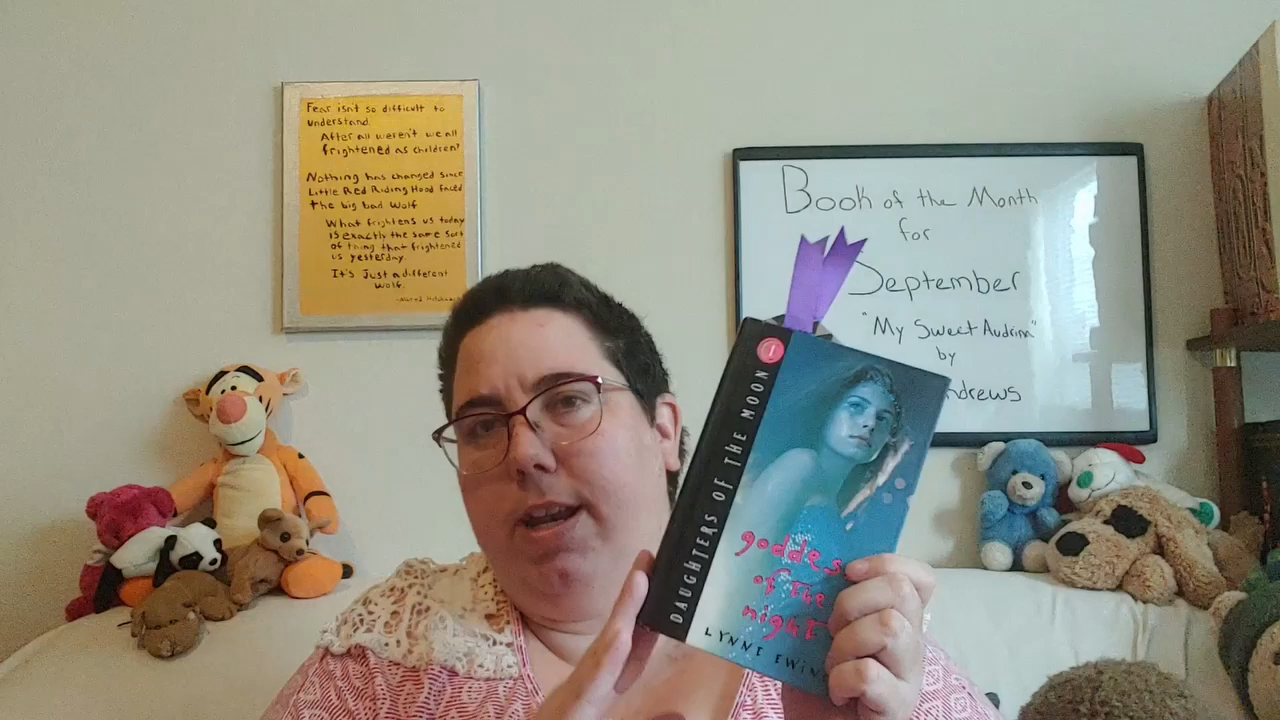 Fear isn't so difficult to
understand.
After all weren't we all
frightened as children?
Nothing has changed since
Little Red Riding Hood faced
the big bad wolf
What frightens us today
is exactly the same sort
of thing that frightened
us yesterday.
It's Just a different
wolf.
Book of the Month
for
September
"My Sweet Audrina"
by
ndrews
1
DAUGHTERS OF THE MOON
goddes
of the
night
LYNNE EWIN